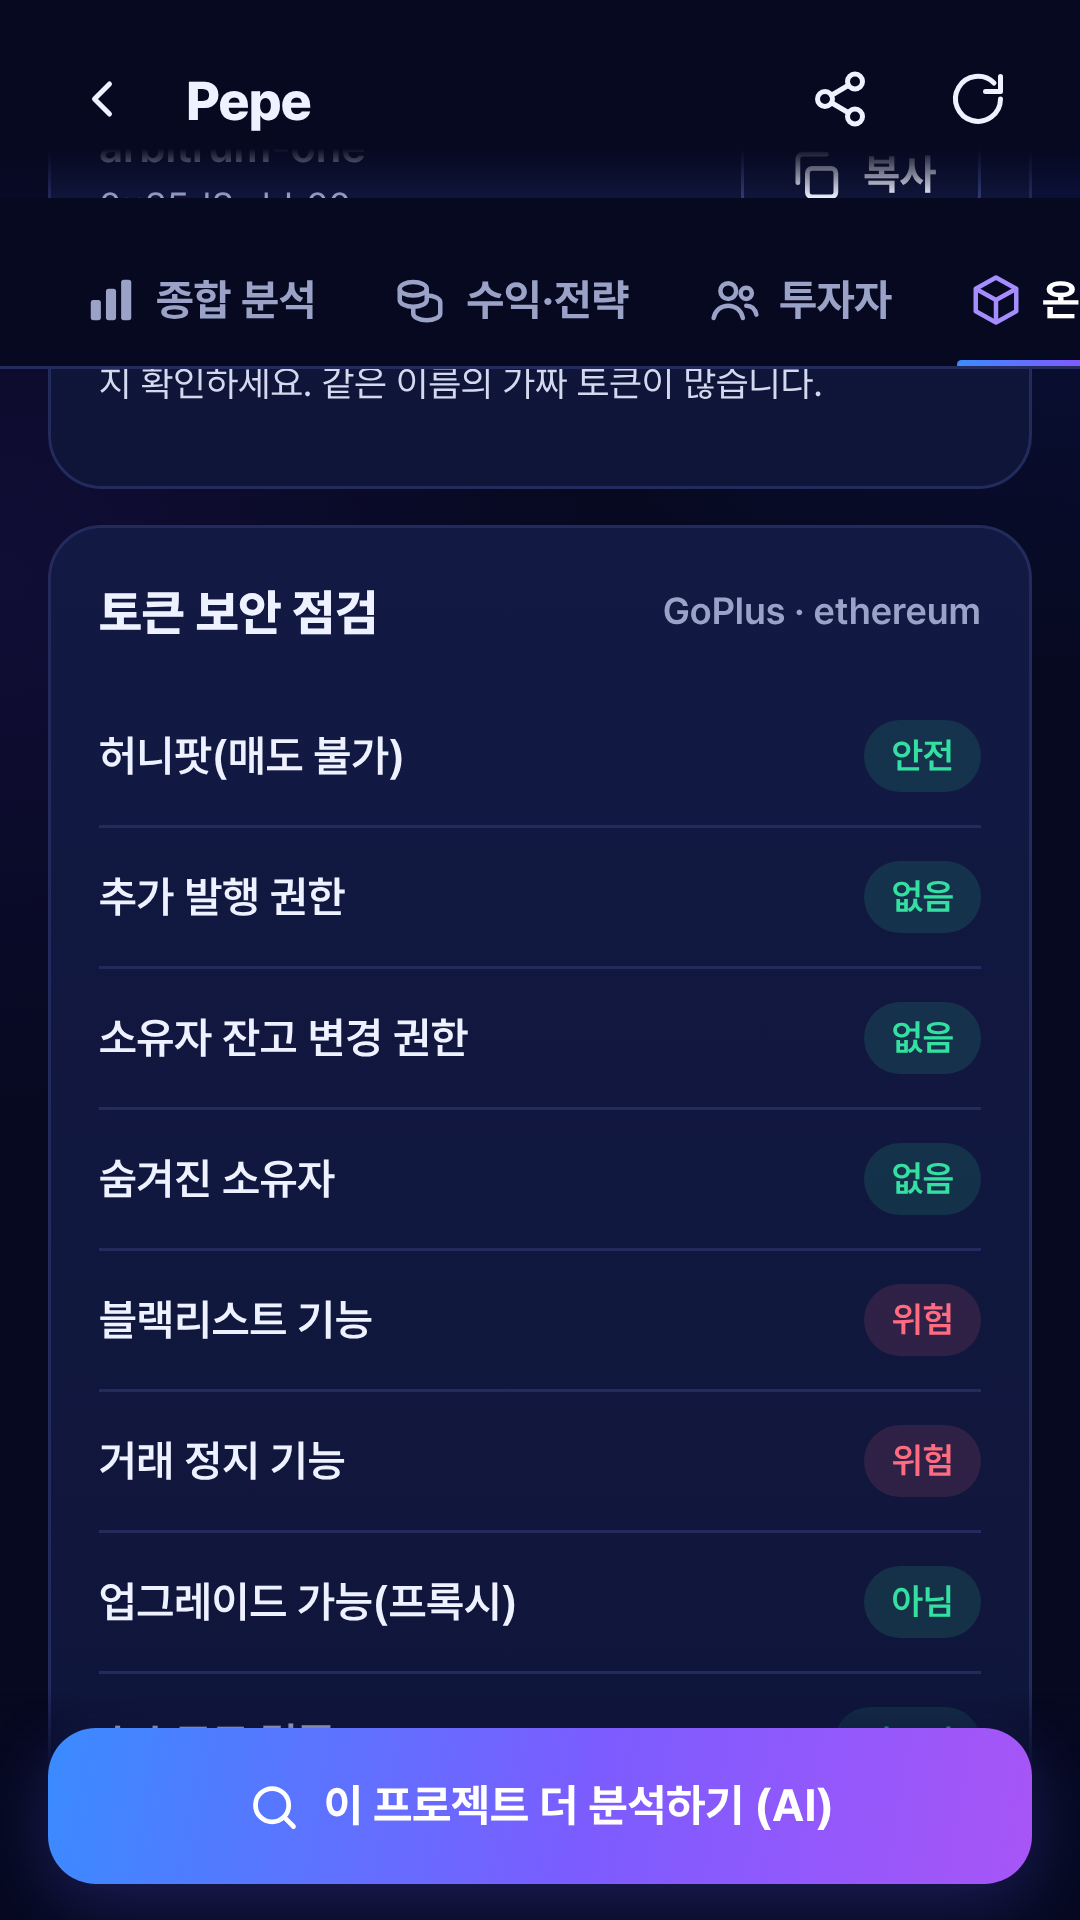 Pepe
arbitrum-one
복사
종합 분석
수익·전략
투자자
온
지 확인하세요. 같은 이름의 가짜 토큰이 많습니다.
토큰 보안 점검
GoPlus · ethereum
허니팟(매도 불가)
안전
추가 발행 권한
없음
소유자 잔고 변경 권한
없음
숨겨진 소유자
없음
블랙리스트 기능
위험
거래 정지 기능
위험
업그레이드 가능(프록시)
아님
이 프로젝트 더 분석하기 (AI)